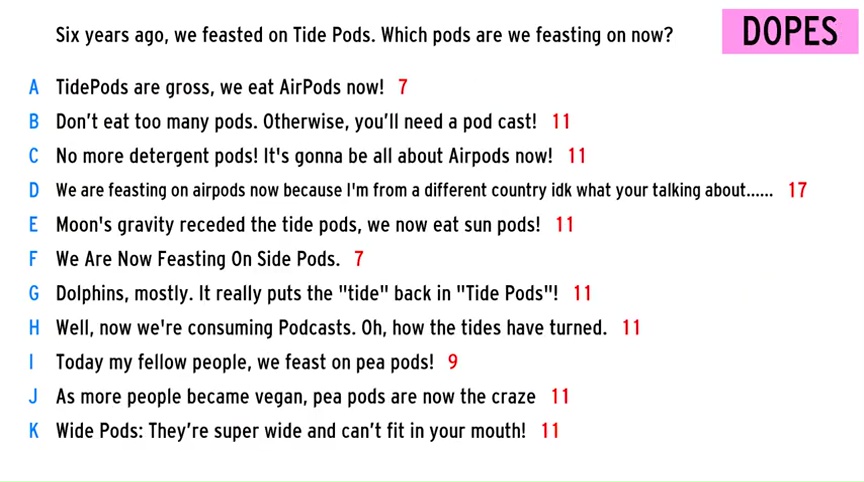 Six years ago, we feasted on Tide Pods. Which pods are we feasting on now?
DOPES
A TidePods are gross, we eat AirPods now! 7
B Don't eat too many pods. Otherwise, you'll need a pod cast! 11
C No more detergent pods! It's gonna be all about Airpods now! 11
D We are feasting on airpods now because I'm from a different country idk what your talking about...... 17
E Moon's gravity receded the tide pods, we now eat sun pods! 11
F We Are Now Feasting On Side Pods. 7
G Dolphins, mostly. It really puts the "tide" back in "Tide Pods"! 11
H Well, now we're consuming Podcasts. Oh, how the tides have turned. 11
I Today my fellow people, we feast on pea pods! 9
J As more people became vegan, pea pods are now the craze 11
K Wide Pods: They're super wide and can't fit in your mouth! 11